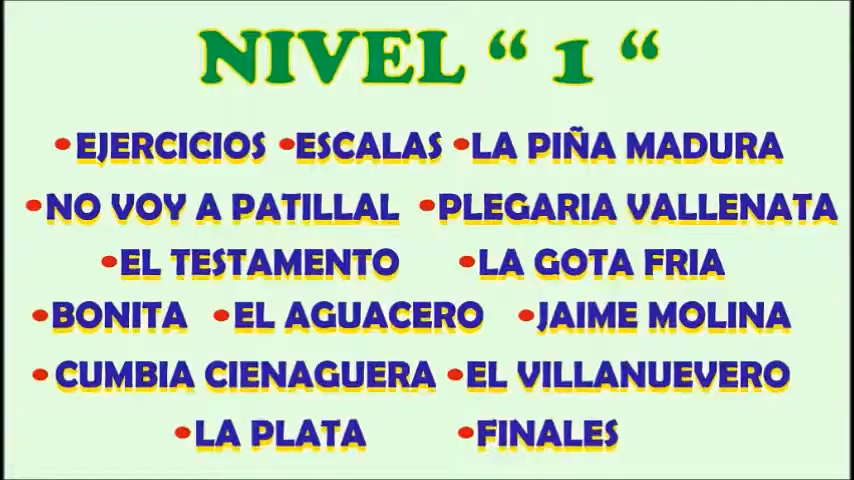 NIVEL “ 1 “
•EJERCICIOS •ESCALAS •LA PIÑA MADURA
•NO VOY A PATILLAL •PLEGARIA VALLENATA
•EL TESTAMENTO •LA GOTA FRIA
•BONITA •EL AGUACERO •JAIME MOLINA
•CUMBIA CIENAGUERA •EL VILLANUEVERO
•LA PLATA •FINALES